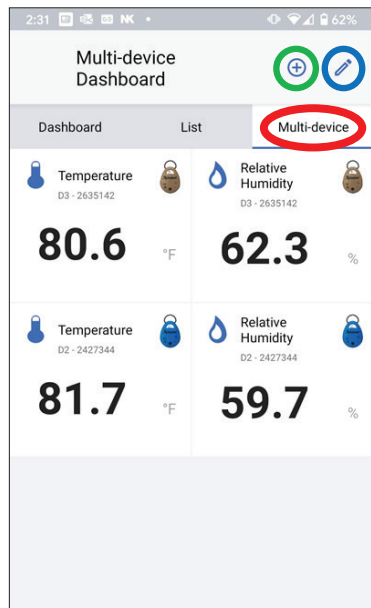 2:31 NK • 62%
Multi-device
Dashboard
Dashboard List Multi-device
Temperature
D3 - 2635142
80.6 °F
Relative
Humidity
D3 - 2635142
62.3 %
Temperature
D2 - 2427344
81.7 °F
Relative
Humidity
D2 - 2427344
59.7 %